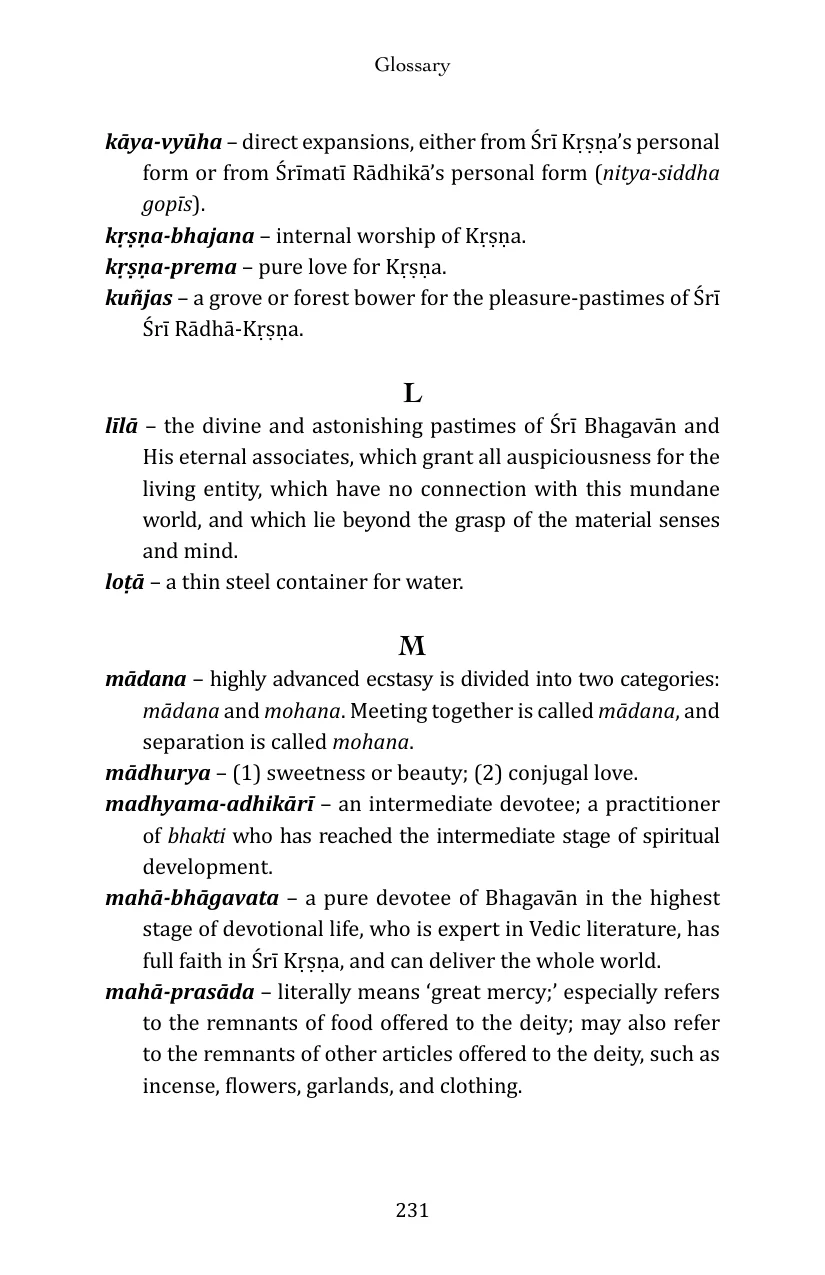 Glossary
kāya-vyūha – direct expansions, either from Śrī Kṛṣṇa’s personal
form or from Śrīmatī Rādhikā’s personal form (nitya-siddha
gopīs).
kṛṣṇa-bhajana – internal worship of Kṛṣṇa.
kṛṣṇa-prema – pure love for Kṛṣṇa.
kuñjas – a grove or forest bower for the pleasure-pastimes of Śrī
Śrī Rādhā-Kṛṣṇa.
L
līlā – the divine and astonishing pastimes of Śrī Bhagavān and
His eternal associates, which grant all auspiciousness for the
living entity, which have no connection with this mundane
world, and which lie beyond the grasp of the material senses
and mind.
loṭā – a thin steel container for water.
M
mādana – highly advanced ecstasy is divided into two categories:
mādana and mohana. Meeting together is called mādana, and
separation is called mohana.
mādhurya – (1) sweetness or beauty; (2) conjugal love.
madhyama-adhikārī – an intermediate devotee; a practitioner
of bhakti who has reached the intermediate stage of spiritual
development.
mahā-bhāgavata – a pure devotee of Bhagavān in the highest
stage of devotional life, who is expert in Vedic literature, has
full faith in Śrī Kṛṣṇa, and can deliver the whole world.
mahā-prasāda – literally means ‘great mercy;’ especially refers
to the remnants of food offered to the deity; may also refer
to the remnants of other articles offered to the deity, such as
incense, flowers, garlands, and clothing.
231